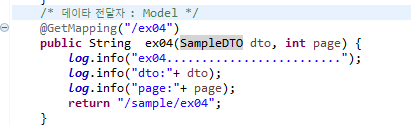 /* 데이타 전달자 : Model */
@GetMapping("/ex04")
public String  ex04(SampleDTO dto, int page) {
log.info("ex04..........................");
log.info("dto:"+ dto);
log.info("page:"+ page);
return "/sample/ex04";
}